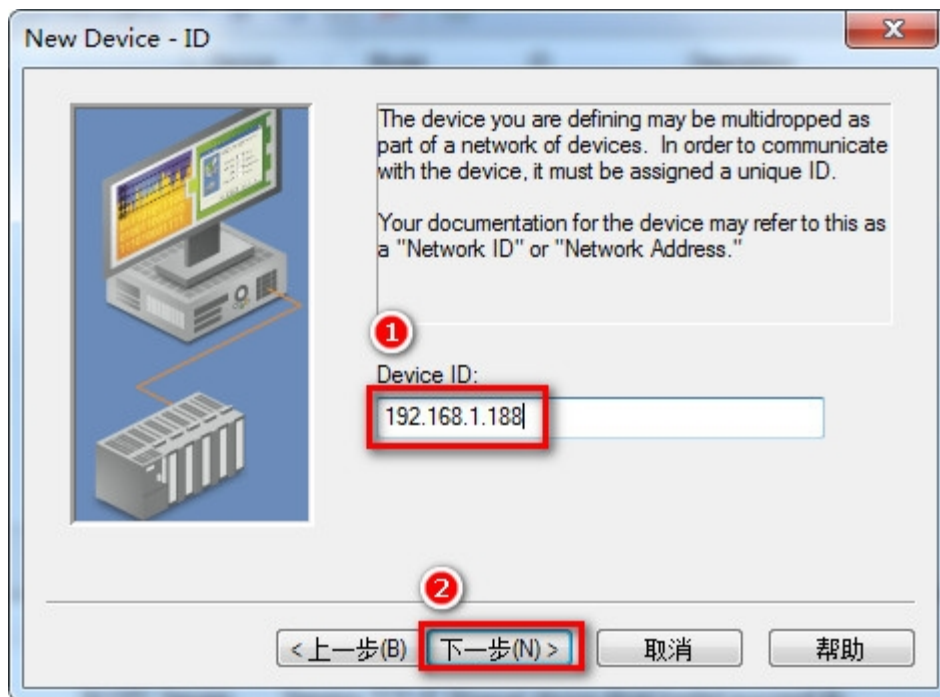 New Device - ID
The device you are defining may be multidropped as
part of a network of devices.  In order to communicate
with the device, it must be assigned a unique ID.
Your documentation for the device may refer to this as
a "Network ID" or "Network Address."
1
Device ID:
192.168.1.188
2
<上一步(B) 下一步(N)> 取消 帮助